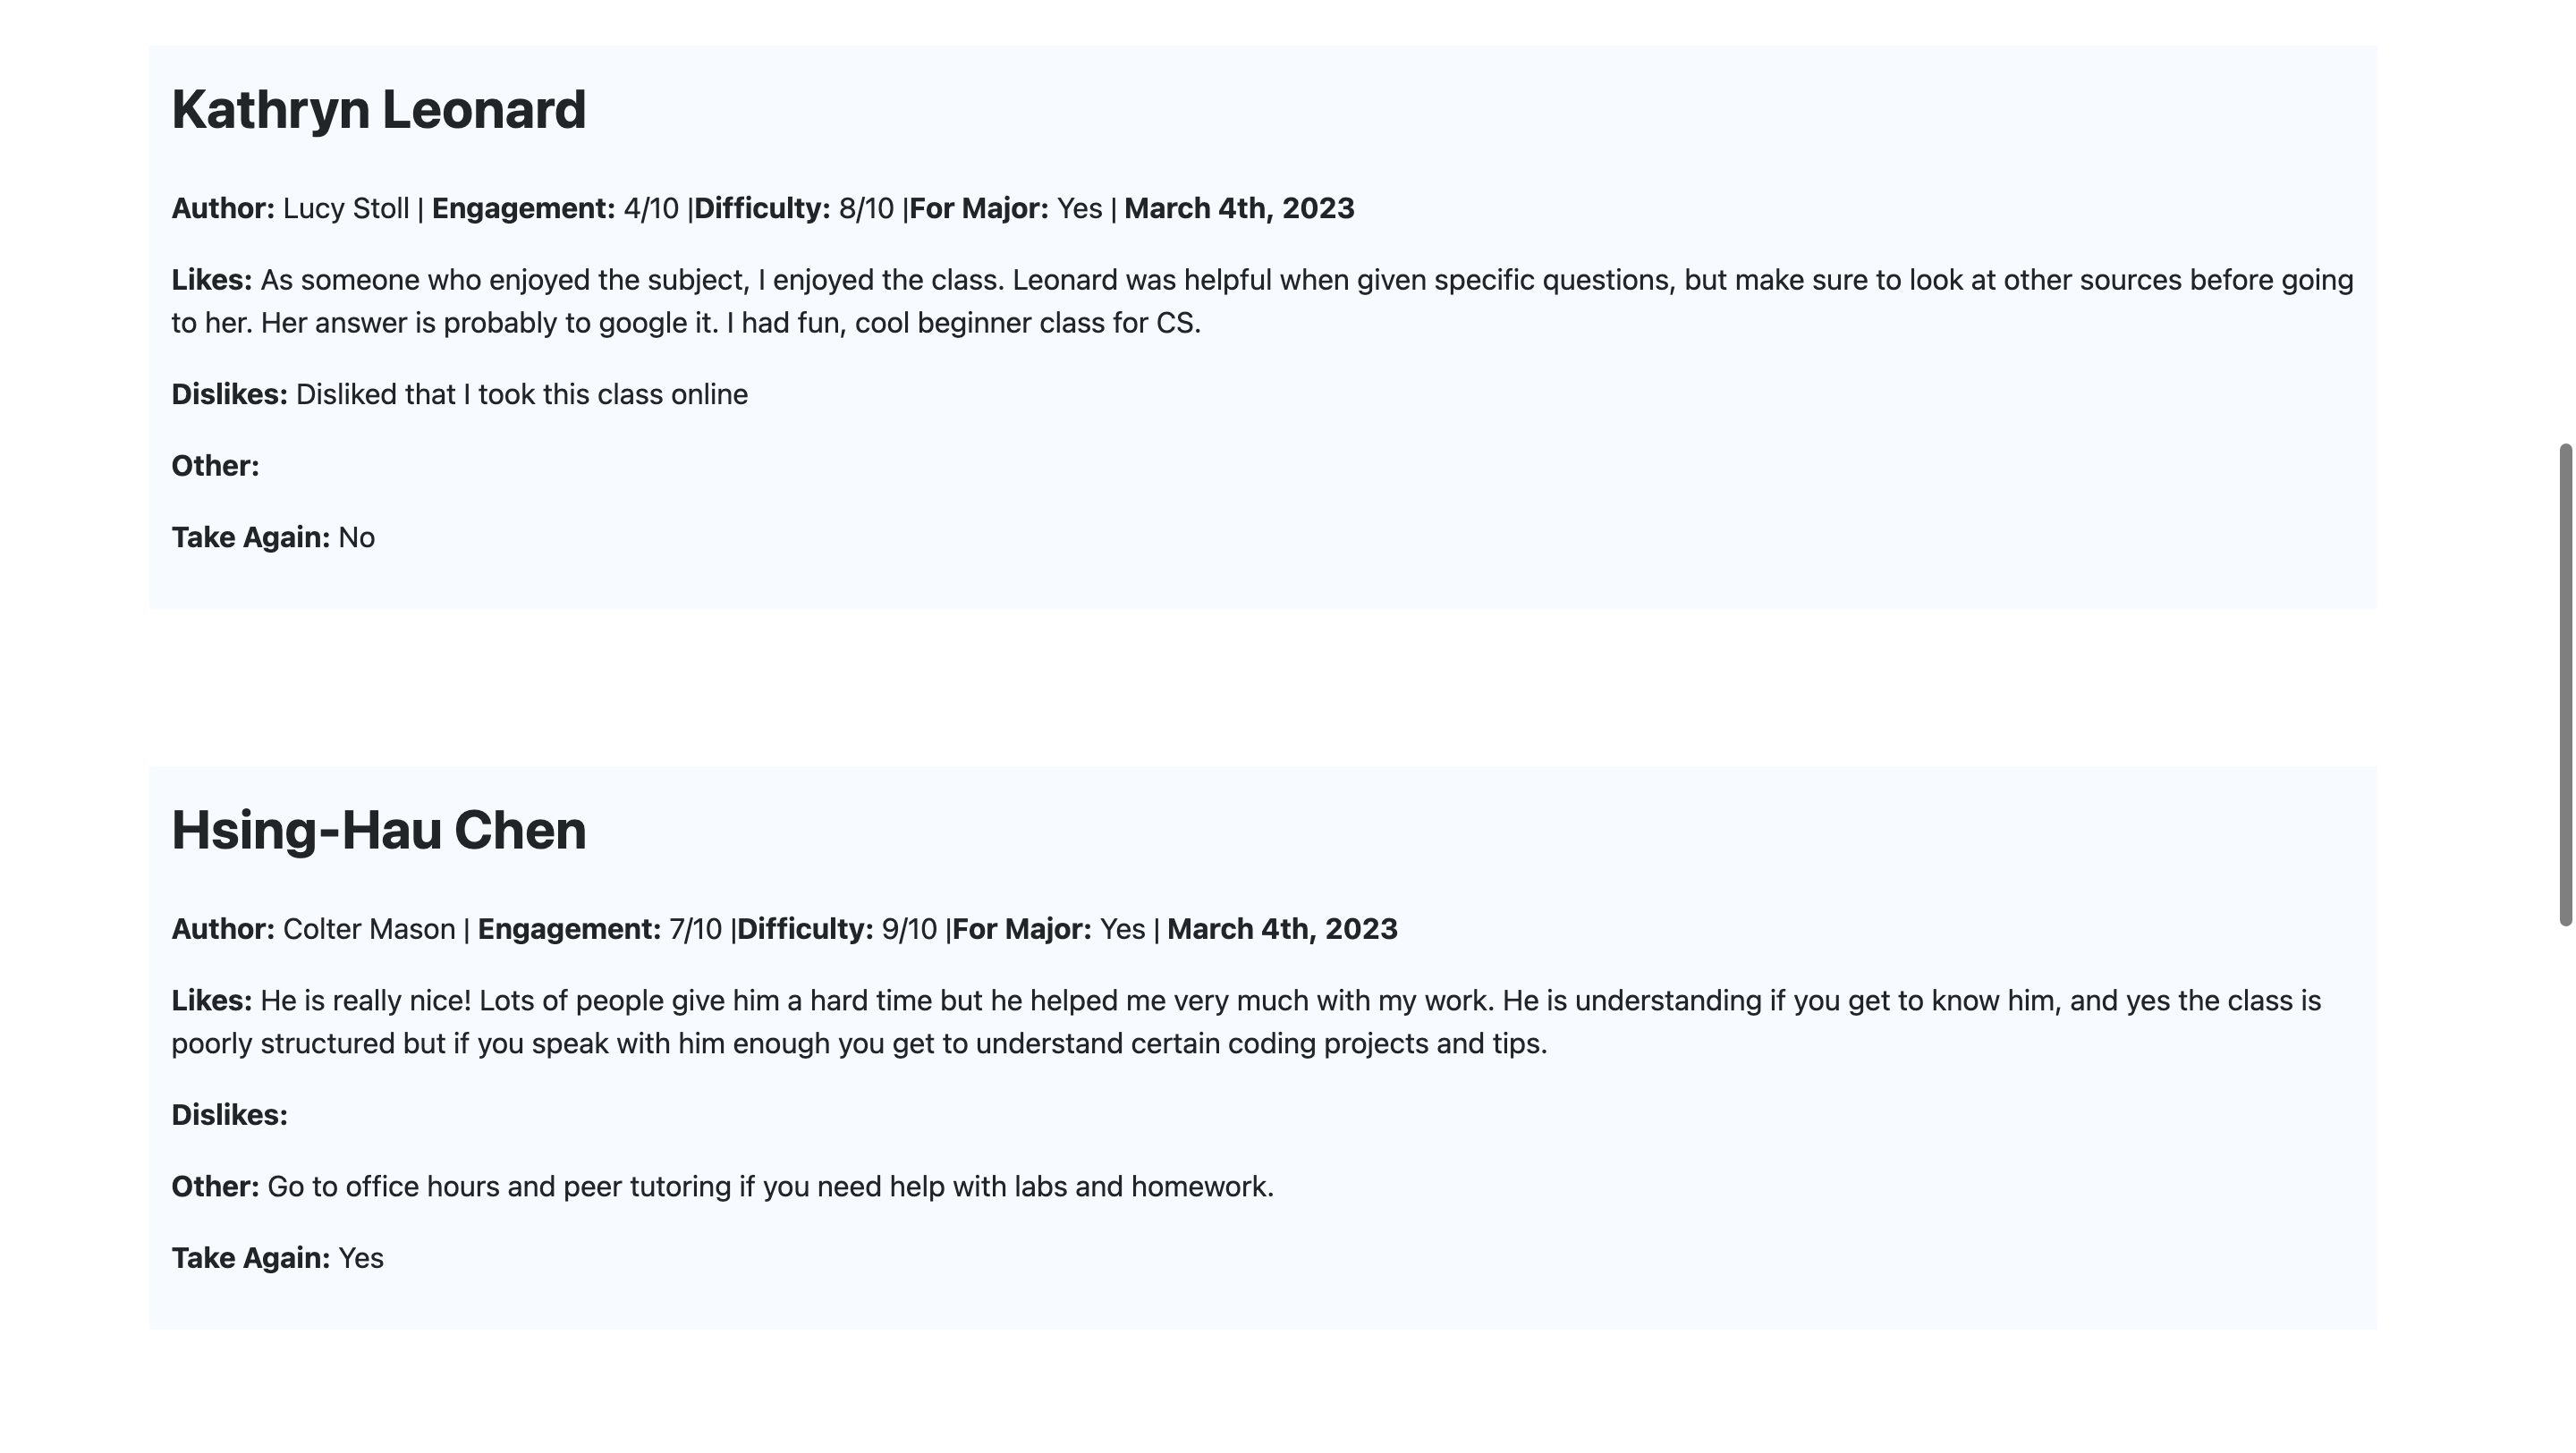 Kathryn Leonard
Author: Lucy Stoll | Engagement: 4/10 |Difficulty: 8/10 |For Major: Yes | March 4th, 2023
Likes: As someone who enjoyed the subject, I enjoyed the class. Leonard was helpful when given specific questions, but make sure to look at other sources before going
to her. Her answer is probably to google it. I had fun, cool beginner class for CS.
Dislikes: Disliked that I took this class online
Other:
Take Again: No
Hsing-Hau Chen
Author: Colter Mason | Engagement: 7/10 |Difficulty: 9/10 |For Major: Yes | March 4th, 2023
Likes: He is really nice! Lots of people give him a hard time but he helped me very much with my work. He is understanding if you get to know him, and yes the class is
poorly structured but if you speak with him enough you get to understand certain coding projects and tips.
Dislikes:
Other: Go to office hours and peer tutoring if you need help with labs and homework.
Take Again: Yes